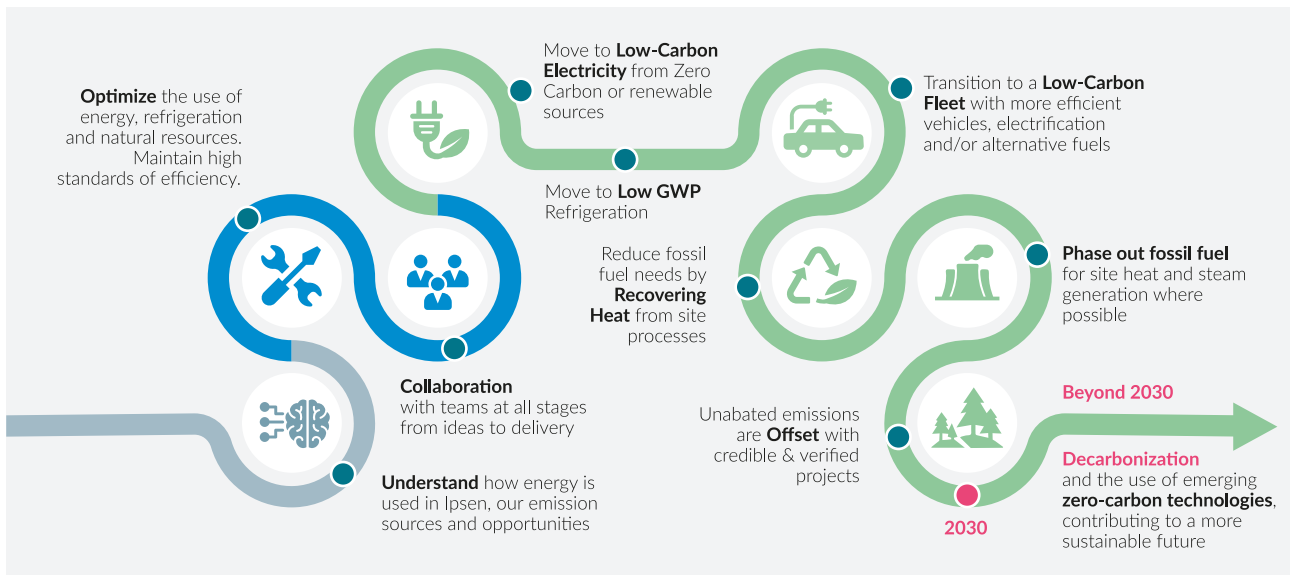 Optimize the use of
energy, refrigeration
and natural resources.
Maintain high
standards of efficiency.
Move to Low-Carbon
Electricity from Zero
Carbon or renewable
sources
Transition to a Low-Carbon
Fleet with more efficient
vehicles, electrification
and/or alternative fuels
Move to Low GWP
Refrigeration
Reduce fossil
fuel needs by
Recovering
Heat from site
processes
Phase out fossil fuel
for site heat and steam
generation where
possible
Collaboration
with teams at all stages
from ideas to delivery
Understand how energy is
used in Ipsen, our emission
sources and opportunities
Unabated emissions
are Offset with
credible & verified
projects
2030
Beyond 2030
Decarbonization
and the use of emerging
zero-carbon technologies,
contributing to a more
sustainable future